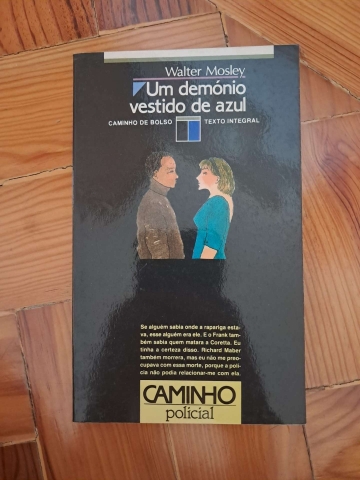 Walter Mosley
Um demónio
vestido de azul
CAMINHO DE BOLSO TEXTO INTEGRAL
Se alguém sabia onde a rapariga esta-
va, esse alguém era ele. E o Frank tam-
bém sabia quem matara a Coretta. Eu
tinha a certeza disso. Richard Maber
também morrera, mas eu não me preo-
cupava com essa morte, porque a polí-
cia não podia relacionar-me com ela.
CAMINHO
policial